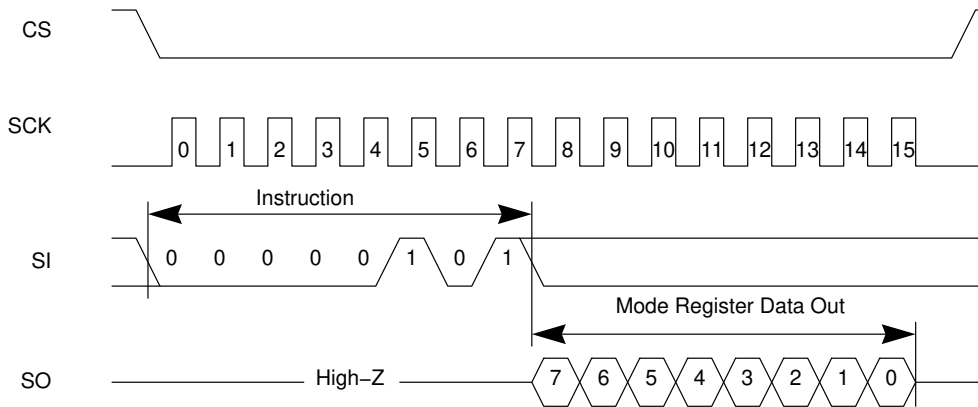 CS
SCK
0 1 2 3 4 5 6 7 8 9 10 11 12 13 14 15
Instruction
SI
0 0 0 0 0 1 0 1
Mode Register Data Out
SO
High−Z
7 6 5 4 3 2 1 0